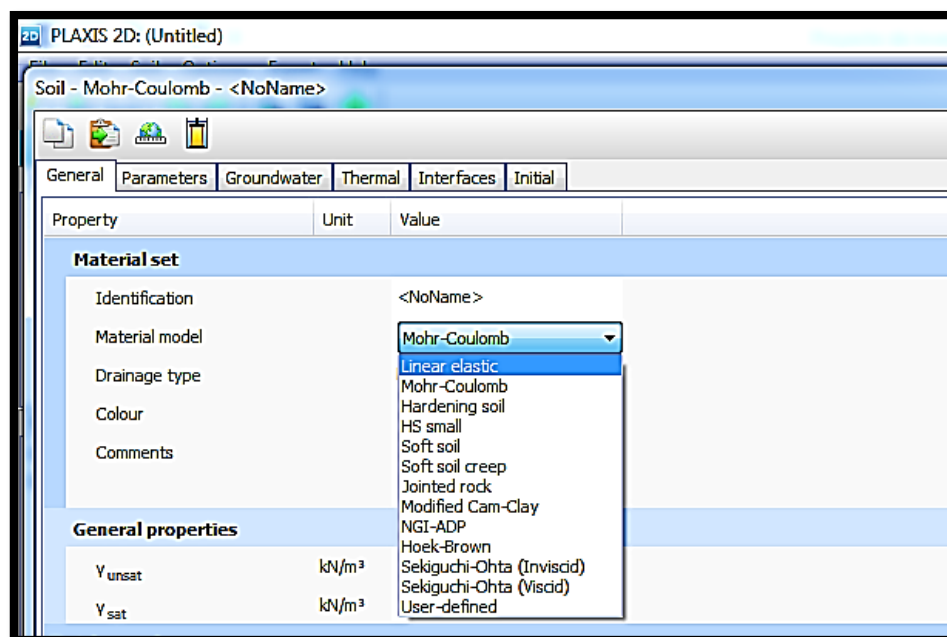 2D PLAXIS 2D: (Untitled)
Soil - Mohr-Coulomb - <NoName>
General Parameters Groundwater Thermal Interfaces Initial
Property Unit Value
Material set
Identification <NoName>
Material model Mohr-Coulomb
Linear elastic
Drainage type
Mohr-Coulomb
Hardening soil
Colour
HS small
Soft soil
Comments
Soft soil creep
Jointed rock
Modified Cam-Clay
General properties
NGI-ADP
Hoek-Brown
γunsat kN/m³
Sekiguchi-Ohta (Inviscid)
Sekiguchi-Ohta (Viscid)
γsat kN/m³
User-defined